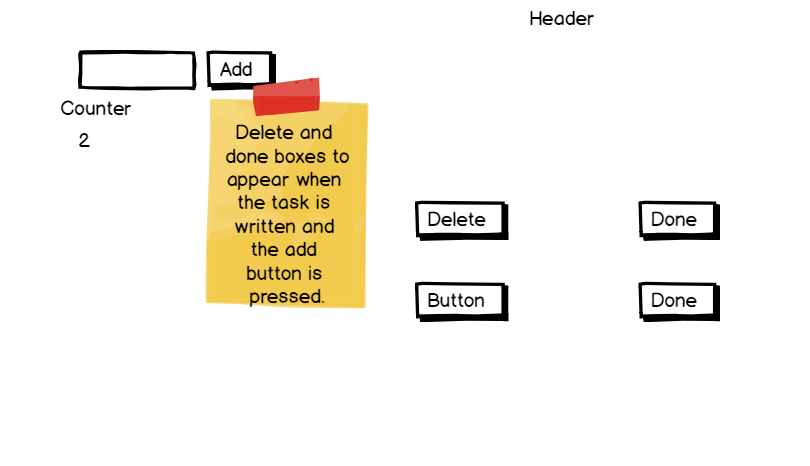 Header
Add
Counter
2
Delete and
done boxes to
appear when
the task is
written and
the add
button is
pressed.
Delete
Done
Button
Done